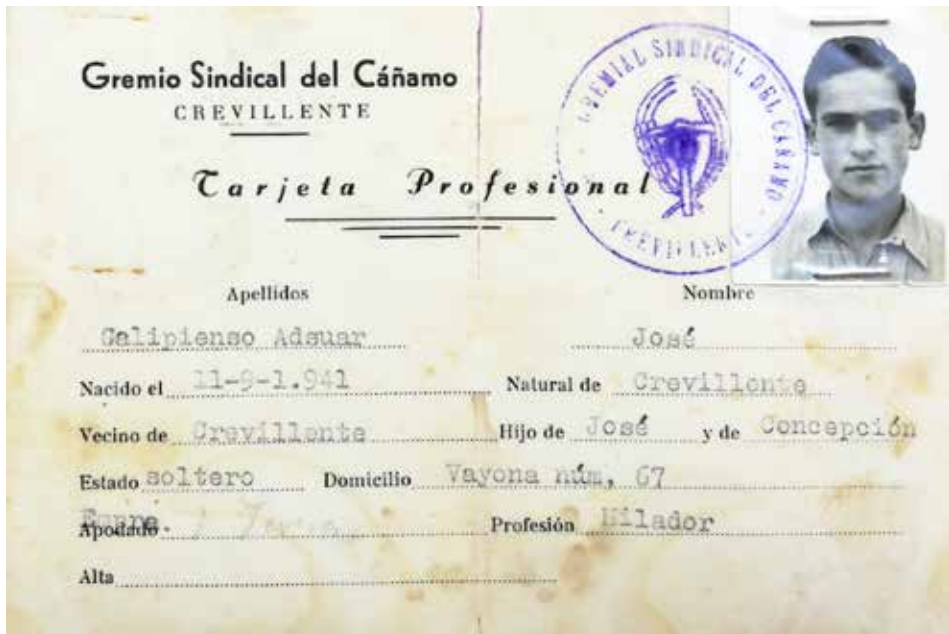 Gremio Sindical del Cáñamo
CREVILLENTE
Tarjeta Profesional
GREMIAL SINDICAL DEL CAÑAMO
CREVILLENTE
Apellidos Nombre
Galipienso Adsuar José
Nacido el 11-9-1.941 Natural de Crevillente
Vecino de Crevillente Hijo de José y de Concepción
Estado soltero Domicilio Vayona núm, 67
Apodado Profesión Hilador
Alta